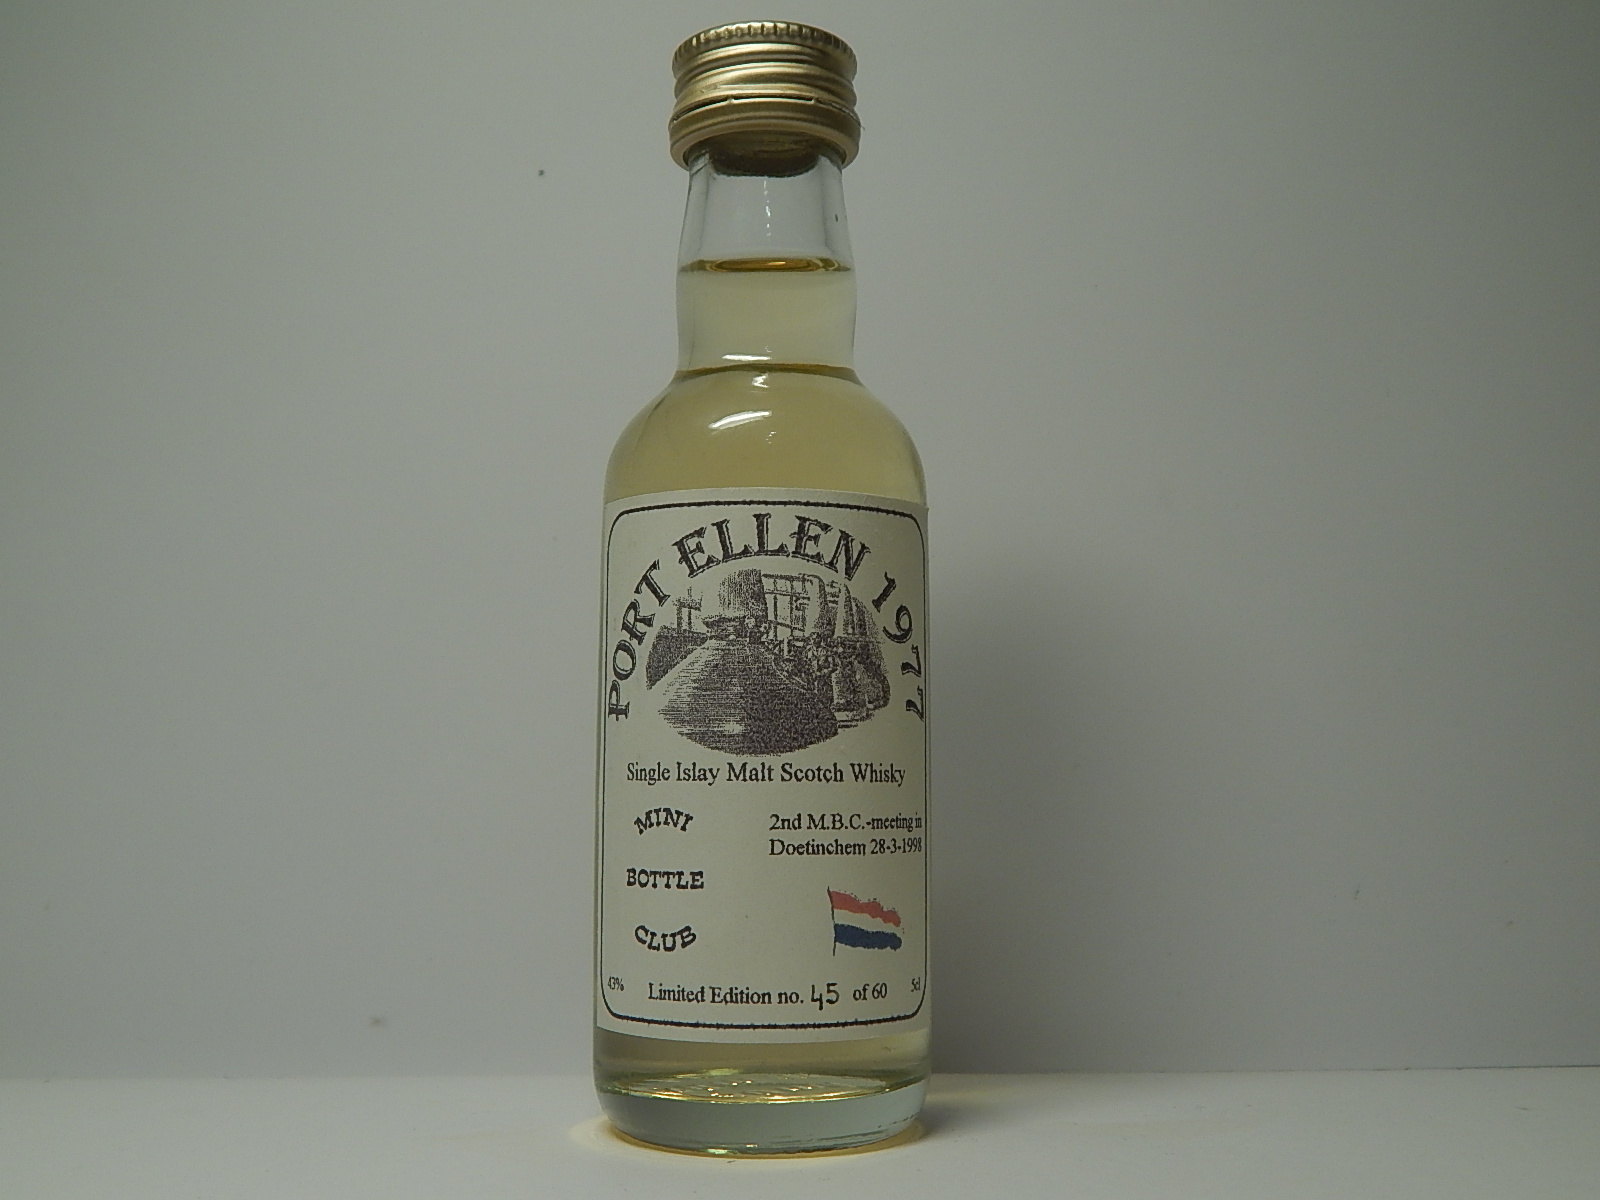 PORT ELLEN 1977
Single Islay Malt Scotch Whisky
MINI
BOTTLE
CLUB
2nd M.B.C.-meeting in
Doetinchem 28-3-1998
43%
Limited Edition no. 45 of 60
5cl